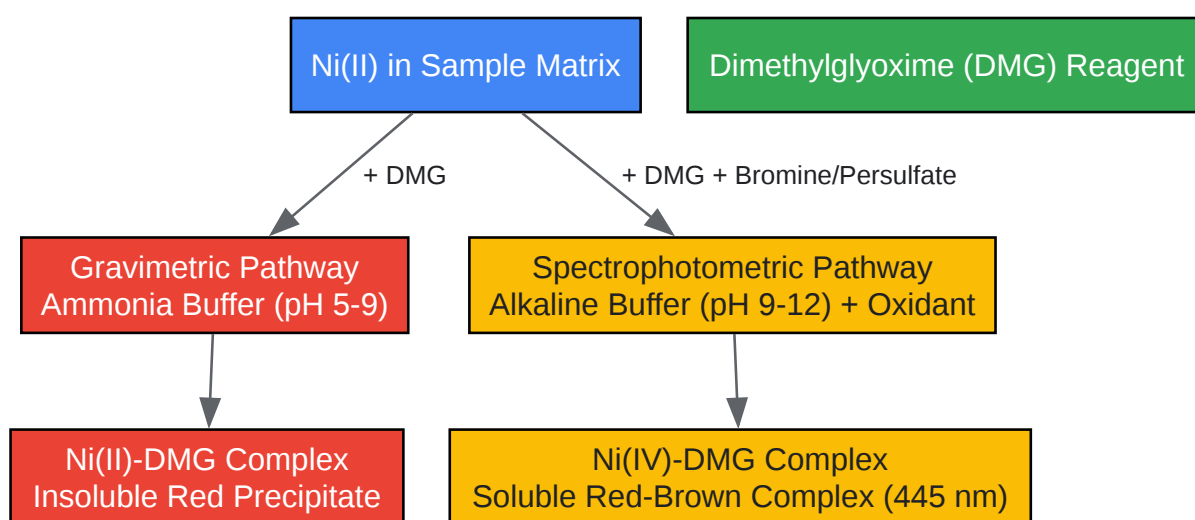 Ni(II) in Sample Matrix
Dimethylglyoxime (DMG) Reagent
+ DMG
+ DMG + Bromine/Persulfate
Gravimetric Pathway
Ammonia Buffer (pH 5-9)
Spectrophotometric Pathway
Alkaline Buffer (pH 9-12) + Oxidant
Ni(II)-DMG Complex
Insoluble Red Precipitate
Ni(IV)-DMG Complex
Soluble Red-Brown Complex (445 nm)